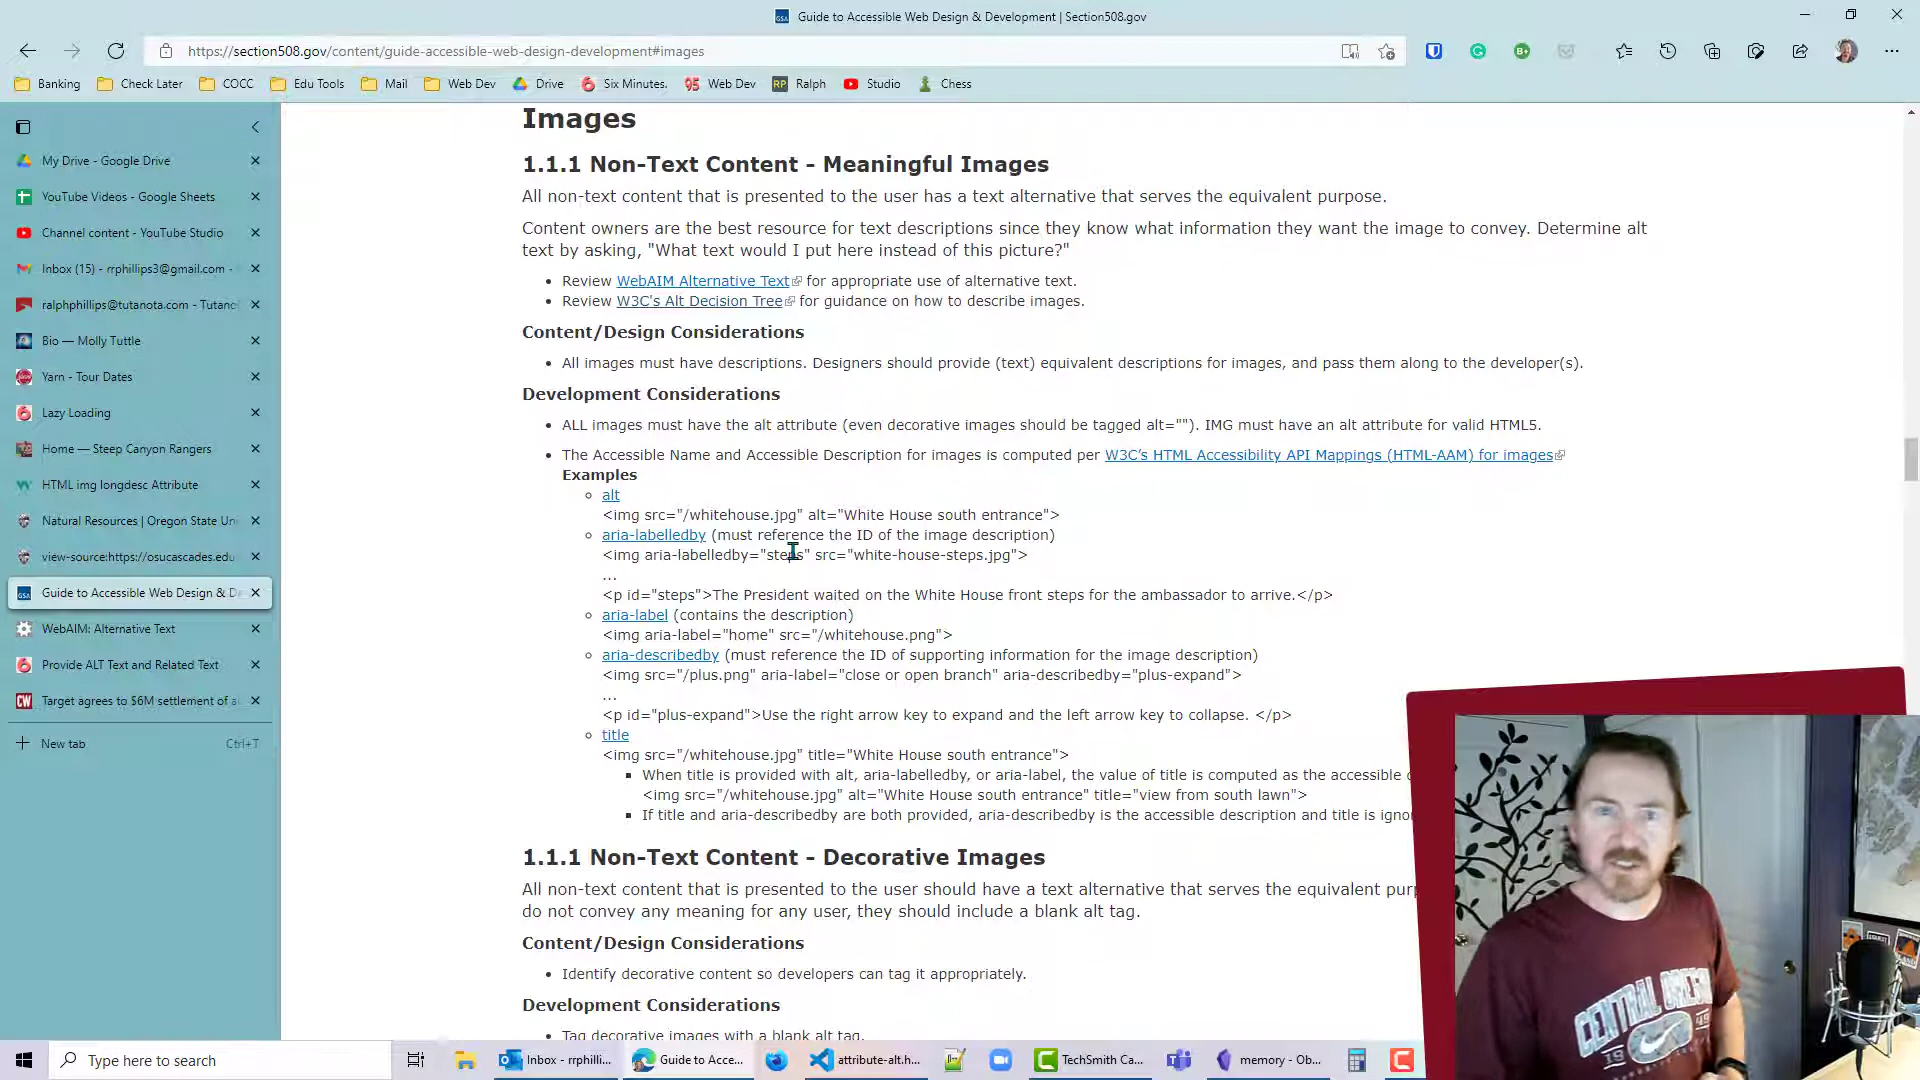 Guide to Accessible Web Design & Development | Section508.gov
https://section508.gov/content/guide-accessible-web-design-development#images
Banking
Check Later
COCC
Edu Tools
Mail
Web Dev
Drive
Six Minutes.
95 Web Dev
RP Ralph
Studio
Chess
My Drive - Google Drive
YouTube Videos - Google Sheets
Channel content - YouTube Studio
Inbox (15) - rrphillips3@gmail.com -
ralphphillips@tutanota.com - Tutano
Bio — Molly Tuttle
Yarn - Tour Dates
Lazy Loading
Home — Steep Canyon Rangers
HTML img longdesc Attribute
Natural Resources | Oregon State Un
view-source:https://osucascades.edu
Guide to Accessible Web Design & D
WebAIM: Alternative Text
Provide ALT Text and Related Text
CW Target agrees to $6M settlement of a
New tab Ctrl+T
Images
1.1.1 Non-Text Content - Meaningful Images
All non-text content that is presented to the user has a text alternative that serves the equivalent purpose.
Content owners are the best resource for text descriptions since they know what information they want the image to convey. Determine alt
text by asking, "What text would I put here instead of this picture?"
• Review WebAIM Alternative Text for appropriate use of alternative text.
• Review W3C's Alt Decision Tree for guidance on how to describe images.
Content/Design Considerations
• All images must have descriptions. Designers should provide (text) equivalent descriptions for images, and pass them along to the developer(s).
Development Considerations
• ALL images must have the alt attribute (even decorative images should be tagged alt=""). IMG must have an alt attribute for valid HTML5.
• The Accessible Name and Accessible Description for images is computed per W3C’s HTML Accessibility API Mappings (HTML-AAM) for images
Examples
alt
<img src="/whitehouse.jpg" alt="White House south entrance">
aria-labelledby (must reference the ID of the image description)
<img aria-labelledby="steps" src="white-house-steps.jpg">
...
<p id="steps">The President waited on the White House front steps for the ambassador to arrive.</p>
aria-label (contains the description)
<img aria-label="home" src="/whitehouse.png">
aria-describedby (must reference the ID of supporting information for the image description)
<img src="/plus.png" aria-label="close or open branch" aria-describedby="plus-expand">
...
<p id="plus-expand">Use the right arrow key to expand and the left arrow key to collapse. </p>
title
<img src="/whitehouse.jpg" title="White House south entrance">
When title is provided with alt, aria-labelledby, or aria-label, the value of title is computed as the accessible
<img src="/whitehouse.jpg" alt="White House south entrance" title="view from south lawn">
If title and aria-describedby are both provided, aria-describedby is the accessible description and title is igno
1.1.1 Non-Text Content - Decorative Images
All non-text content that is presented to the user should have a text alternative that serves the equivalent pur
do not convey any meaning for any user, they should include a blank alt tag.
Content/Design Considerations
• Identify decorative content so developers can tag it appropriately.
Development Considerations
• Tag decorative images with a blank alt tag.
CENTRAL OREGON
19 49
Type here to search
Inbox - rrphilli...
Guide to Acce...
attribute-alt.h...
TechSmith Ca...
memory - Ob...